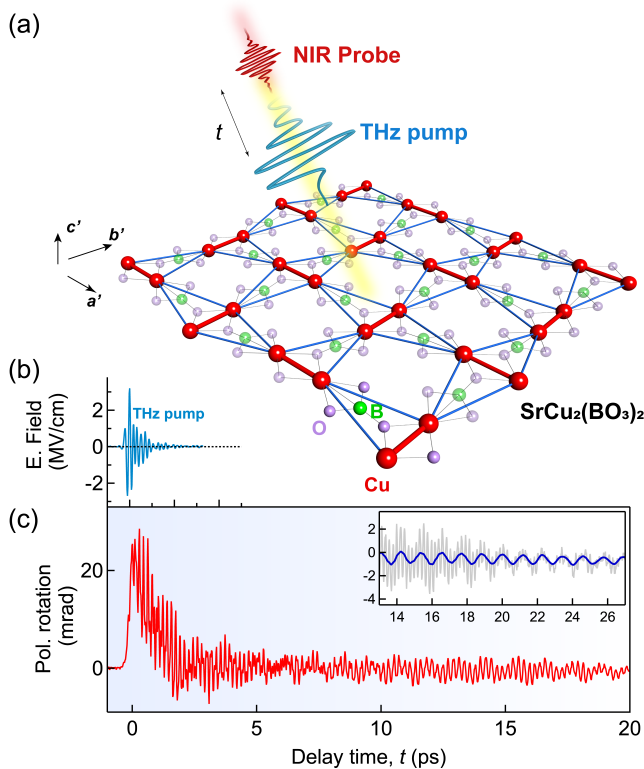 (a)
NIR Probe
t
THz pump
c'
b'
a'
(b)
THz pump
E. Field
(MV/cm)
2
0
-2
O
B
Cu
SrCu₂(BO₃)₂
(c)
Pol. rotation
(mrad)
20
0
2
0
-2
-4
14 16 18 20 22 24 26
0 5 10 15 20
Delay time, t (ps)